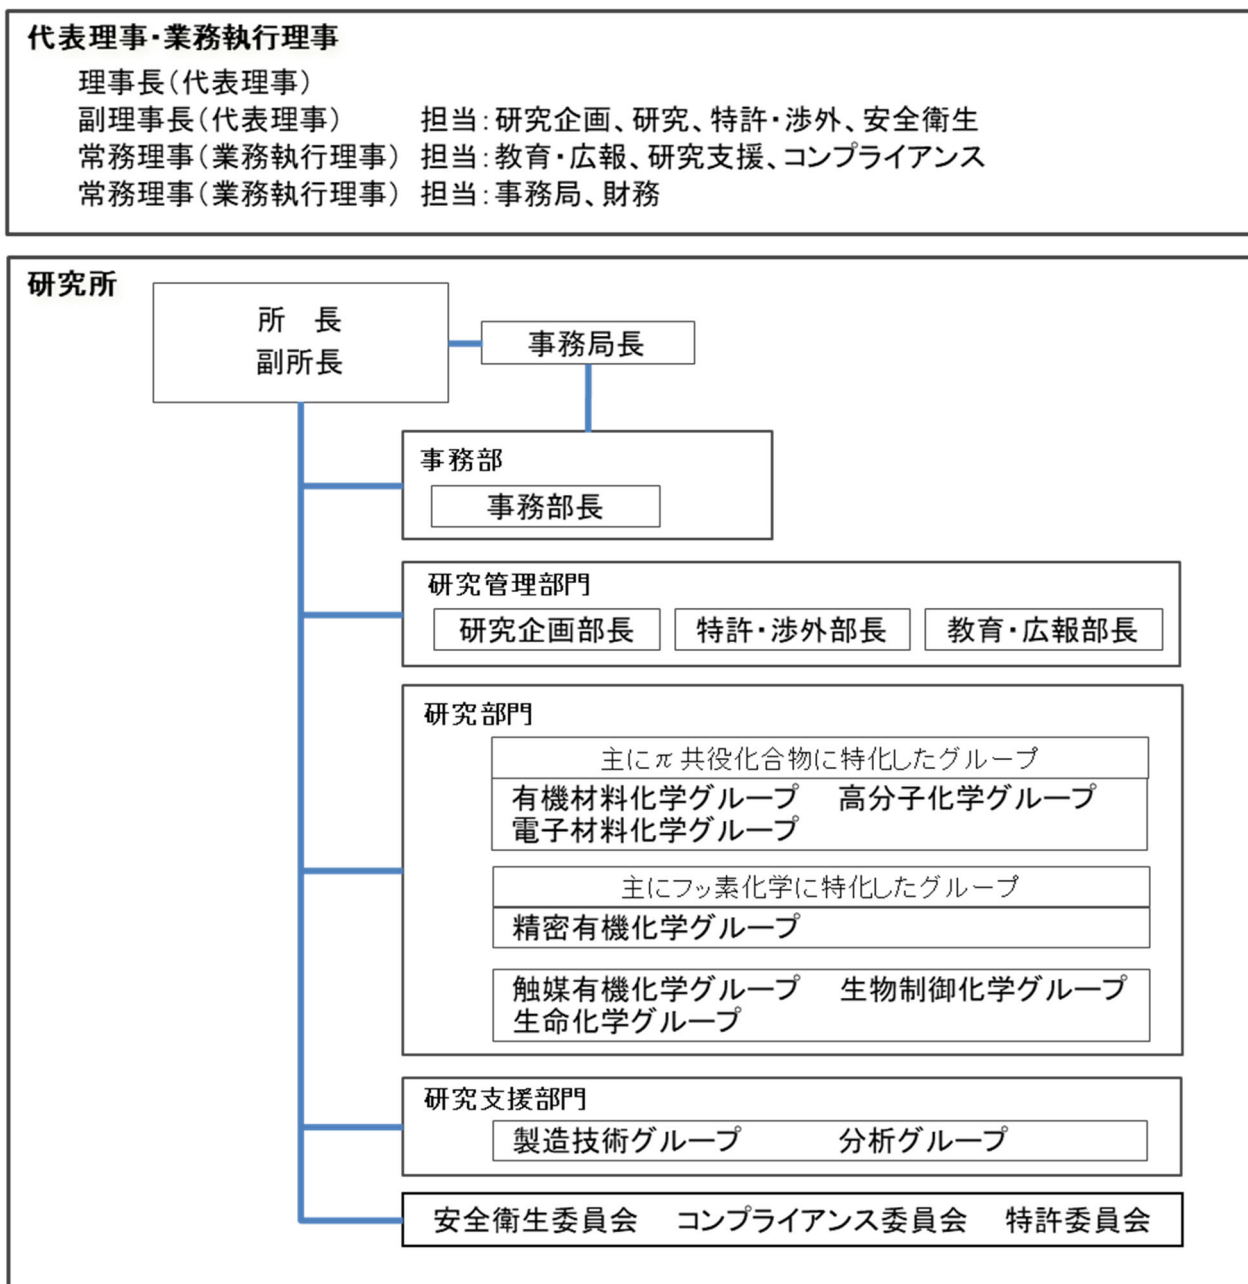 代表理事・業務執行理事
理事長(代表理事)
副理事長(代表理事) 担当:研究企画、研究、特許・渉外、安全衛生
常務理事(業務執行理事) 担当:教育・広報、研究支援、コンプライアンス
常務理事(業務執行理事) 担当:事務局、財務
研究所
所 長
副所長
事務局長
事務部
事務部長
研究管理部門
研究企画部長 特許・渉外部長 教育・広報部長
研究部門
主にπ共役化合物に特化したグループ
有機材料化学グループ 高分子化学グループ
電子材料化学グループ
主にフッ素化学に特化したグループ
精密有機化学グループ
触媒有機化学グループ 生物制御化学グループ
生命化学グループ
研究支援部門
製造技術グループ 分析グループ
安全衛生委員会 コンプライアンス委員会 特許委員会